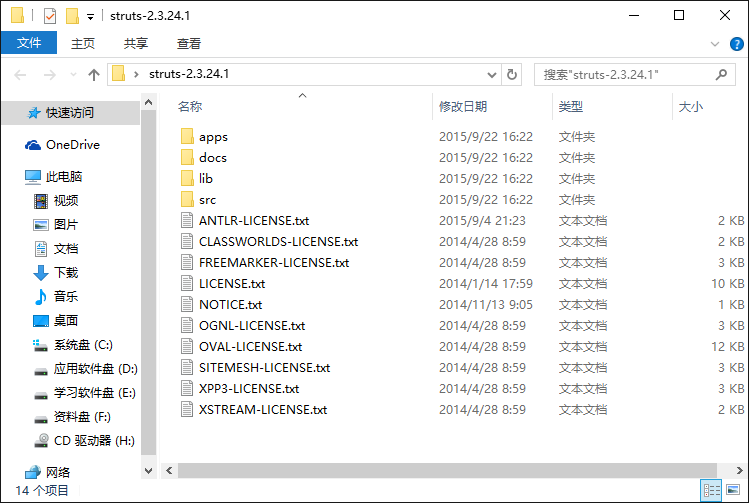 struts-2.3.24.1
文件 主页 共享 查看
struts-2.3.24.1 搜索"struts-2.3.24.1"
快速访问
OneDrive
此电脑
视频
图片
文档
下载
音乐
桌面
系统盘 (C:)
应用软件盘 (D:)
学习软件盘 (E:)
资料盘 (F:)
CD 驱动器 (H:)
网络
名称 修改日期 类型 大小
apps 2015/9/22 16:22 文件夹
docs 2015/9/22 16:22 文件夹
lib 2015/9/22 16:22 文件夹
src 2015/9/22 16:22 文件夹
ANTLR-LICENSE.txt 2015/9/4 21:23 文本文档 2 KB
CLASSWORLDS-LICENSE.txt 2014/4/28 8:59 文本文档 2 KB
FREEMARKER-LICENSE.txt 2014/4/28 8:59 文本文档 3 KB
LICENSE.txt 2014/1/14 17:59 文本文档 10 KB
NOTICE.txt 2014/11/13 9:05 文本文档 1 KB
OGNL-LICENSE.txt 2014/4/28 8:59 文本文档 3 KB
OVAL-LICENSE.txt 2014/4/28 8:59 文本文档 12 KB
SITEMESH-LICENSE.txt 2014/4/28 8:59 文本文档 3 KB
XPP3-LICENSE.txt 2014/4/28 8:59 文本文档 3 KB
XSTREAM-LICENSE.txt 2014/4/28 8:59 文本文档 2 KB
14 个项目